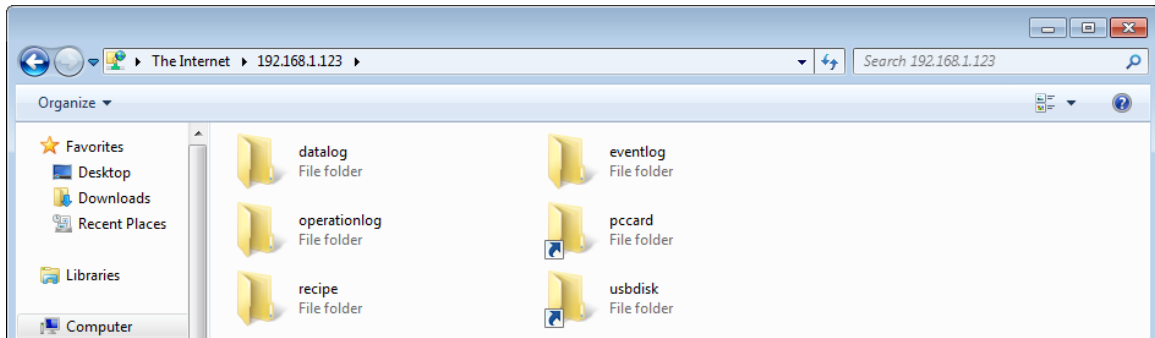 The Internet 192.168.1.123
Search 192.168.1.123
Organize
Favorites
Desktop
Downloads
Recent Places
Libraries
Computer
datalog
File folder
eventlog
File folder
operationlog
File folder
pccard
File folder
recipe
File folder
usbdisk
File folder